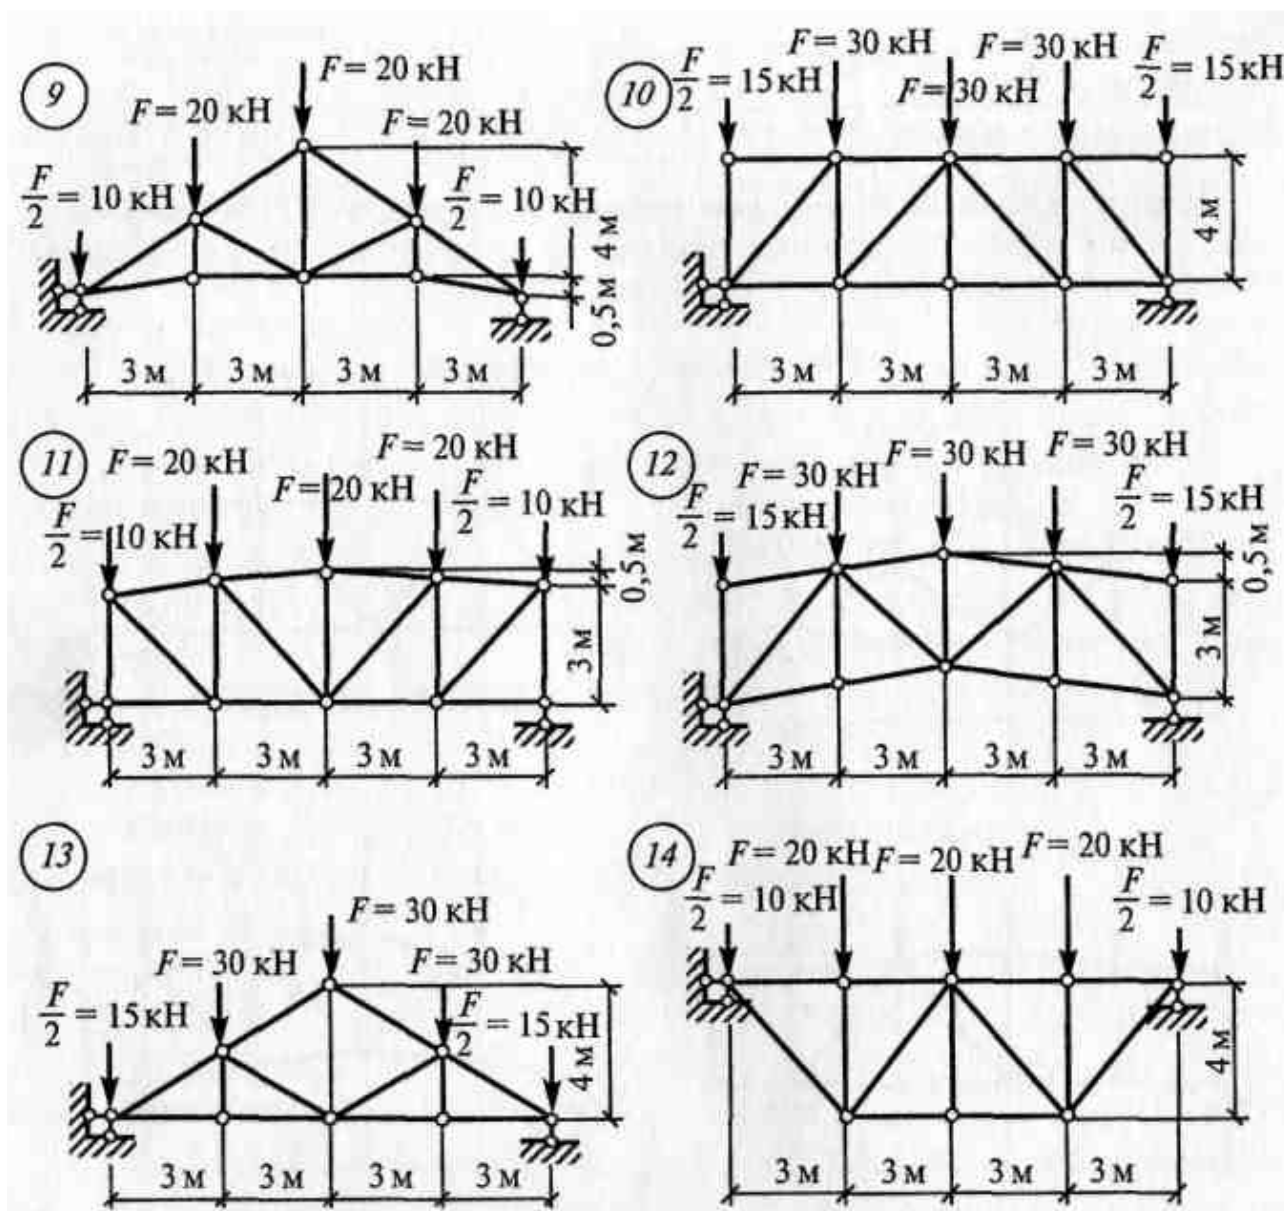 9
F = 20 кН
F = 20 кН
F = 20 кН
F/2 = 10 кН
F/2 = 10 кН
4 м
0,5 м
3 м 3 м 3 м 3 м
10
F/2 = 15 кН
F = 30 кН
F = 30 кН
F = 30 кН
F/2 = 15 кН
4 м
3 м 3 м 3 м 3 м
11
F = 20 кН
F = 20 кН
F = 20 кН
F/2 = 10 кН
F/2 = 10 кН
0,5 м
3 м
3 м 3 м 3 м 3 м
12
F = 30 кН
F = 30 кН
F = 30 кН
F/2 = 15 кН
F/2 = 15 кН
0,5 м
3 м
3 м 3 м 3 м 3 м
13
F = 30 кН
F = 30 кН
F = 30 кН
F/2 = 15 кН
F/2 = 15 кН
4 м
3 м 3 м 3 м 3 м
14
F = 20 кН
F = 20 кН
F = 20 кН
F/2 = 10 кН
F/2 = 10 кН
4 м
3 м 3 м 3 м 3 м